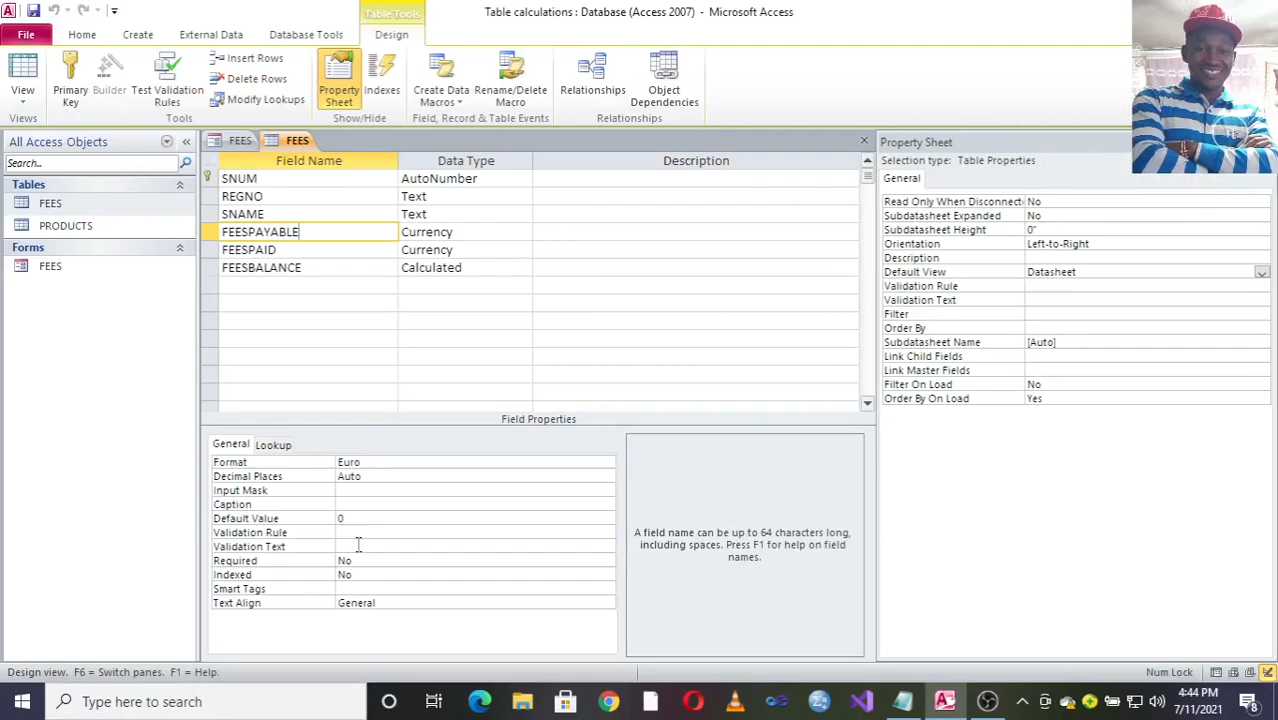 Table Tools
Table calculations : Database (Access 2007) - Microsoft Access
File Home Create External Data Database Tools Design
View
Primary Key
Builder
Test Validation Rules
Insert Rows
Delete Rows
Modify Lookups
Property Sheet
Indexes
Create Data Macros
Rename/Delete Macro
Relationships
Object Dependencies
Views Tools Show/Hide Field, Record & Table Events Relationships
All Access Objects
Search...
Tables
FEES
PRODUCTS
Forms
FEES
FEES FEES
Field Name Data Type Description
SNUM AutoNumber
REGNO Text
SNAME Text
FEESPAYABLE Currency
FEESPAID Currency
FEESBALANCE Calculated
Field Properties
General Lookup
Format Euro
Decimal Places Auto
Input Mask
Caption
Default Value 0
Validation Rule
Validation Text
Required No
Indexed No
Smart Tags
Text Align General
A field name can be up to 64 characters long,
including spaces. Press F1 for help on field
names.
Property Sheet
Selection type: Table Properties
General
Read Only When Disconnect No
Subdatasheet Expanded No
Subdatasheet Height 0"
Orientation Left-to-Right
Description
Default View Datasheet
Validation Rule
Validation Text
Filter
Order By
Subdatasheet Name [Auto]
Link Child Fields
Link Master Fields
Filter On Load No
Order By On Load Yes
Design view. F6 = Switch panes. F1 = Help.
Num Lock
Type here to search
4:44 PM
7/11/2021
8